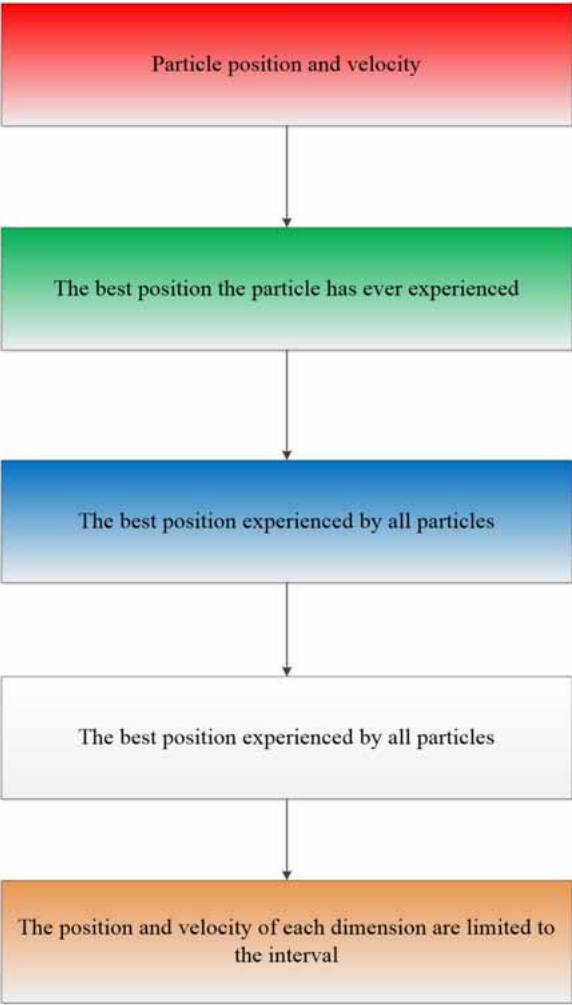 Particle position and velocity
The best position the particle has ever experienced
The best position experienced by all particles
The best position experienced by all particles
The position and velocity of each dimension are limited to
the interval